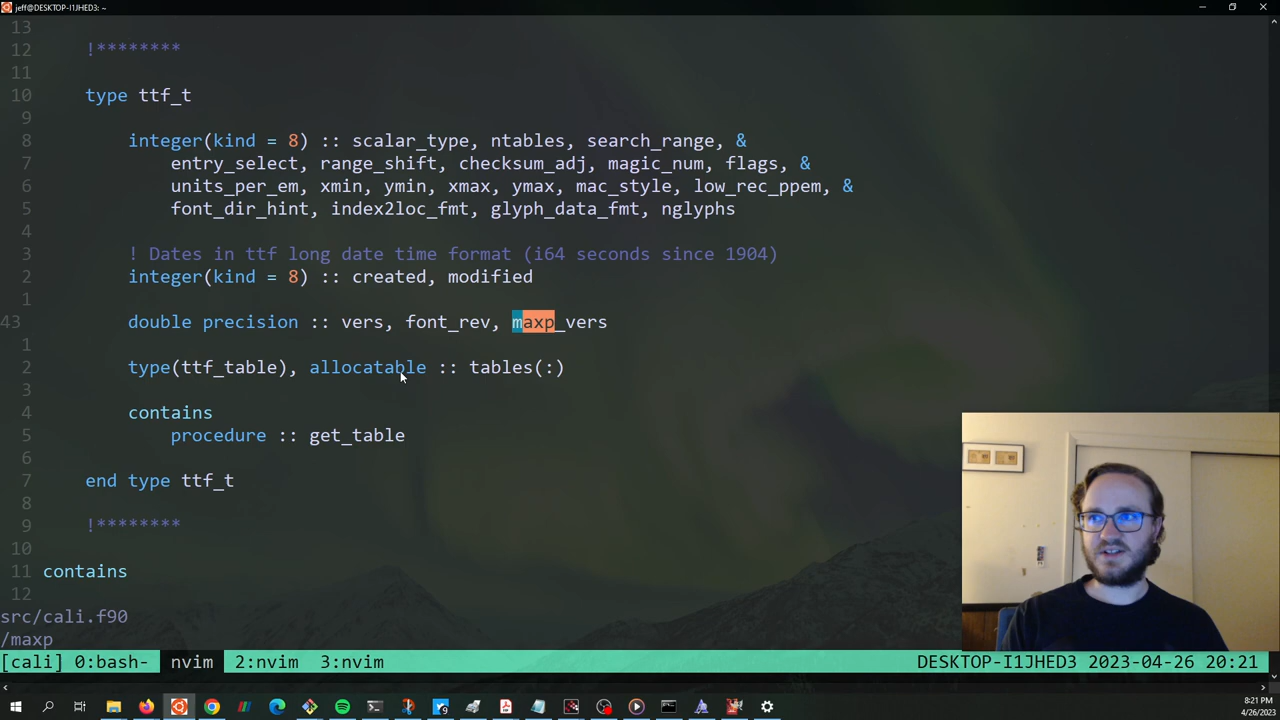 jeff@DESKTOP-I1JHED3: ~
13
12 !********
11
10 type ttf_t
9
8 integer(kind = 8) :: scalar_type, ntables, search_range, &
7 entry_select, range_shift, checksum_adj, magic_num, flags, &
6 units_per_em, xmin, ymin, xmax, ymax, mac_style, low_rec_ppem, &
5 font_dir_hint, index2loc_fmt, glyph_data_fmt, nglyphs
4
3 ! Dates in ttf long date time format (i64 seconds since 1904)
2 integer(kind = 8) :: created, modified
1
43 double precision :: vers, font_rev, maxp_vers
1
2 type(ttf_table), allocatable :: tables(:)
3
4 contains
5 procedure :: get_table
6
7 end type ttf_t
8
9 !********
10
11 contains
12
src/cali.f90
/maxp
[cali] 0:bash- nvim 2:nvim 3:nvim DESKTOP-I1JHED3 2023-04-26 20:21
8:21 PM
4/26/2023